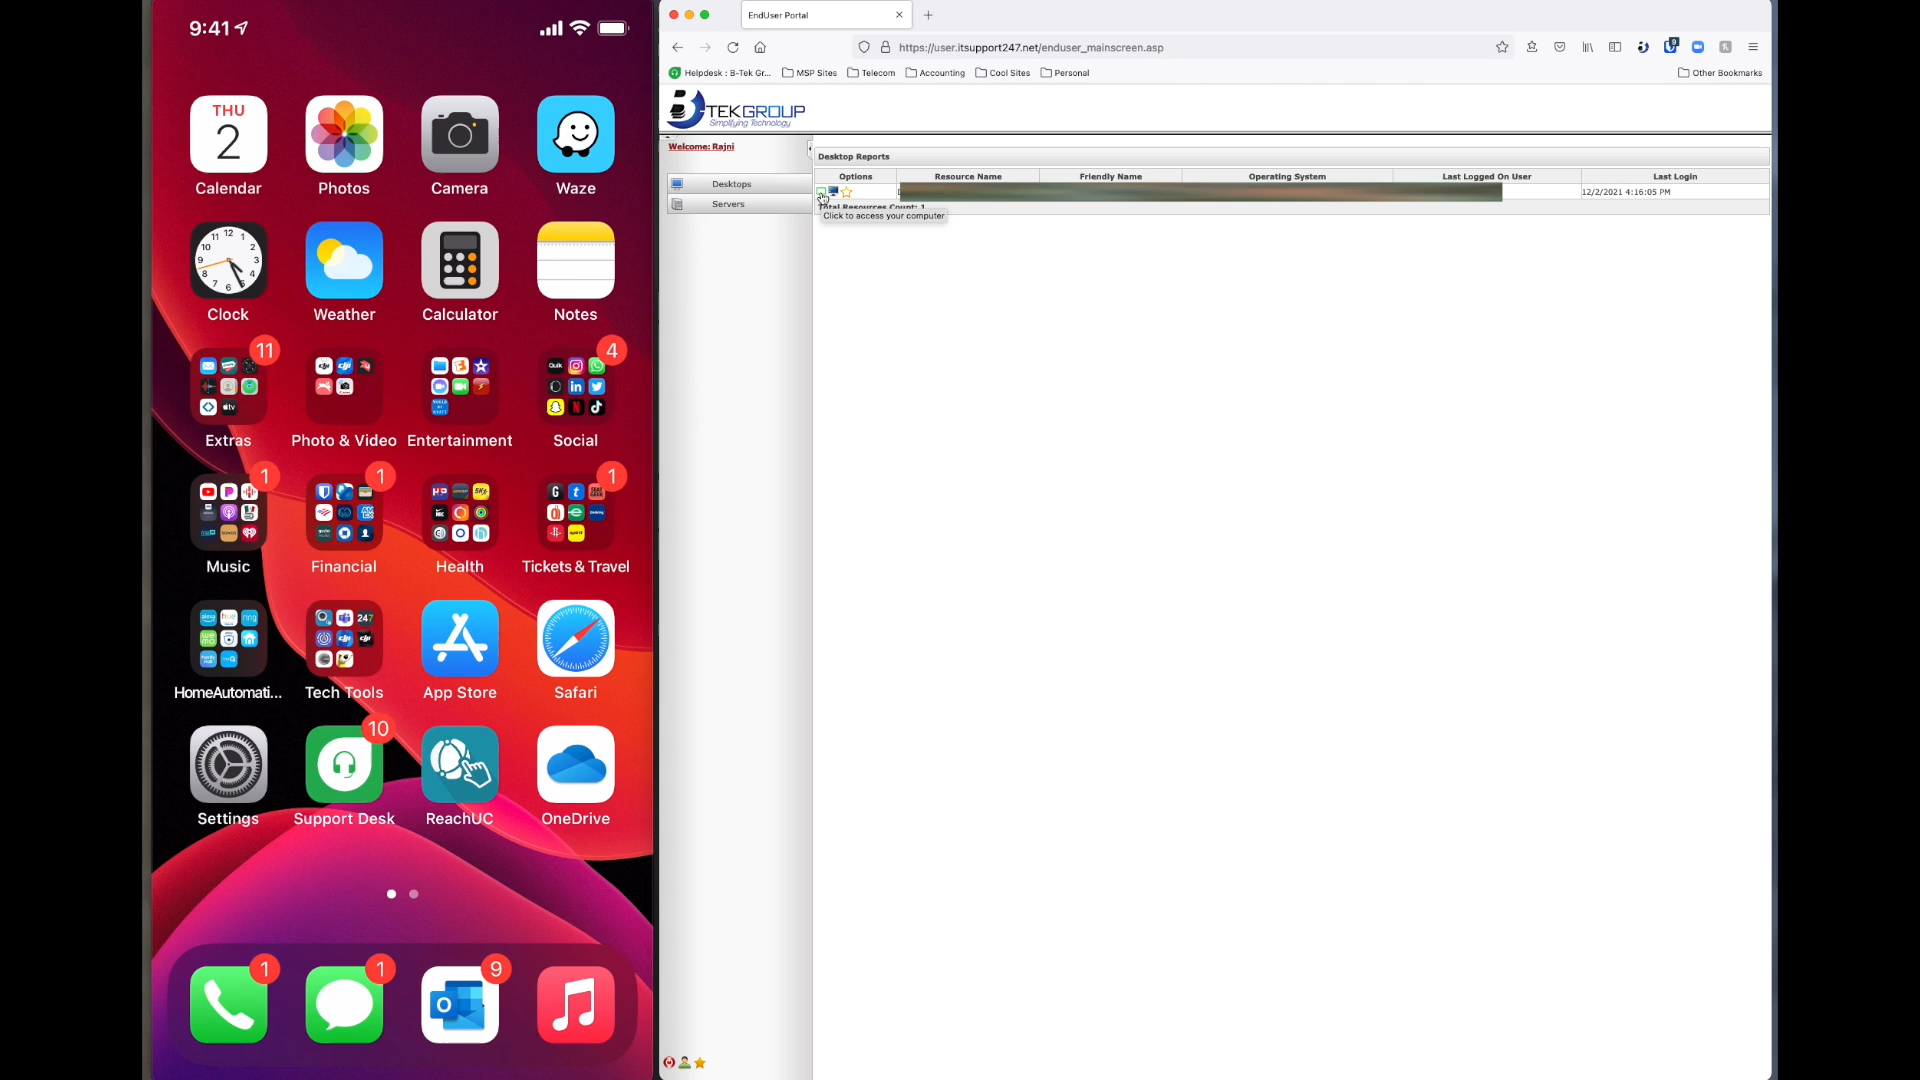 9:41
THU
2
Calendar
Photos
Camera
Waze
Clock
Weather
Calculator
Notes
11
4
Extras
Photo & Video
Entertainment
Social
1
1
1
Music
Financial
Health
Tickets & Travel
HomeAutomati...
Tech Tools
App Store
Safari
10
Settings
Support Desk
ReachUC
OneDrive
1
1
9
EndUser Portal
https://user.itsupport247.net/enduser_mainscreen.asp
9
Helpdesk : B-Tek Gr...
MSP Sites
Telecom
Accounting
Cool Sites
Personal
Other Bookmarks
TEKGROUP
Simplifying Technology
Welcome: Rajni
Desktops
Servers
Desktop Reports
Options
Resource Name
Friendly Name
Operating System
Last Logged On User
Last Login
12/2/2021 4:16:05 PM
Total Resources Count: 1
Click to access your computer